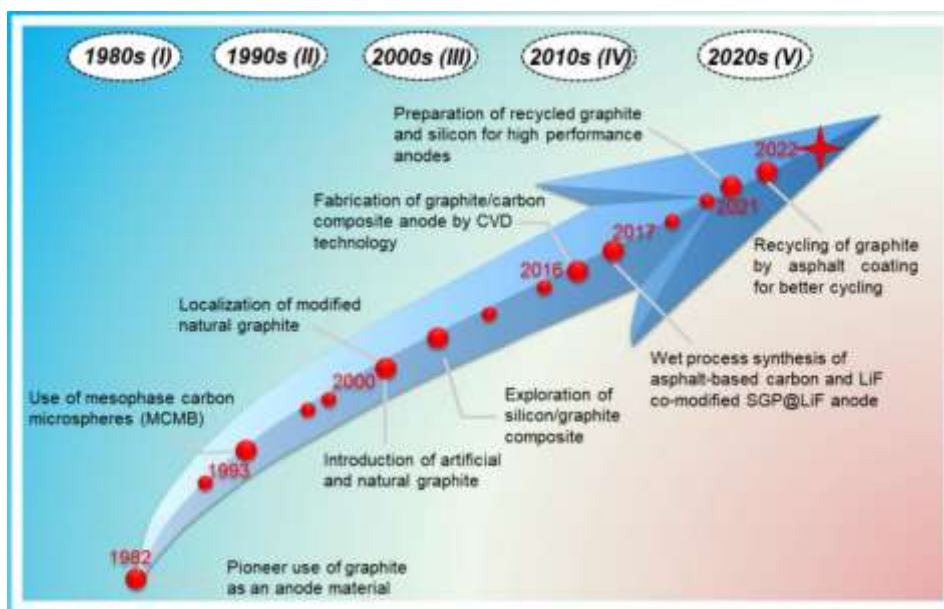 1980s (I)
1990s (II)
2000s (III)
2010s (IV)
2020s (V)
Preparation of recycled graphite
and silicon for high performance
anodes
2022
2021
Fabrication of graphite/carbon
composite anode by CVD
technology
2017
2016
Recycling of graphite
by asphalt coating
for better cycling
Localization of modified
natural graphite
Wet process synthesis of
asphalt-based carbon and LiF
co-modified SGP@LiF anode
2000
Use of mesophase carbon
microspheres (MCMB)
Exploration of
silicon/graphite
composite
Introduction of artificial
and natural graphite
1993
1982
Pioneer use of graphite
as an anode material